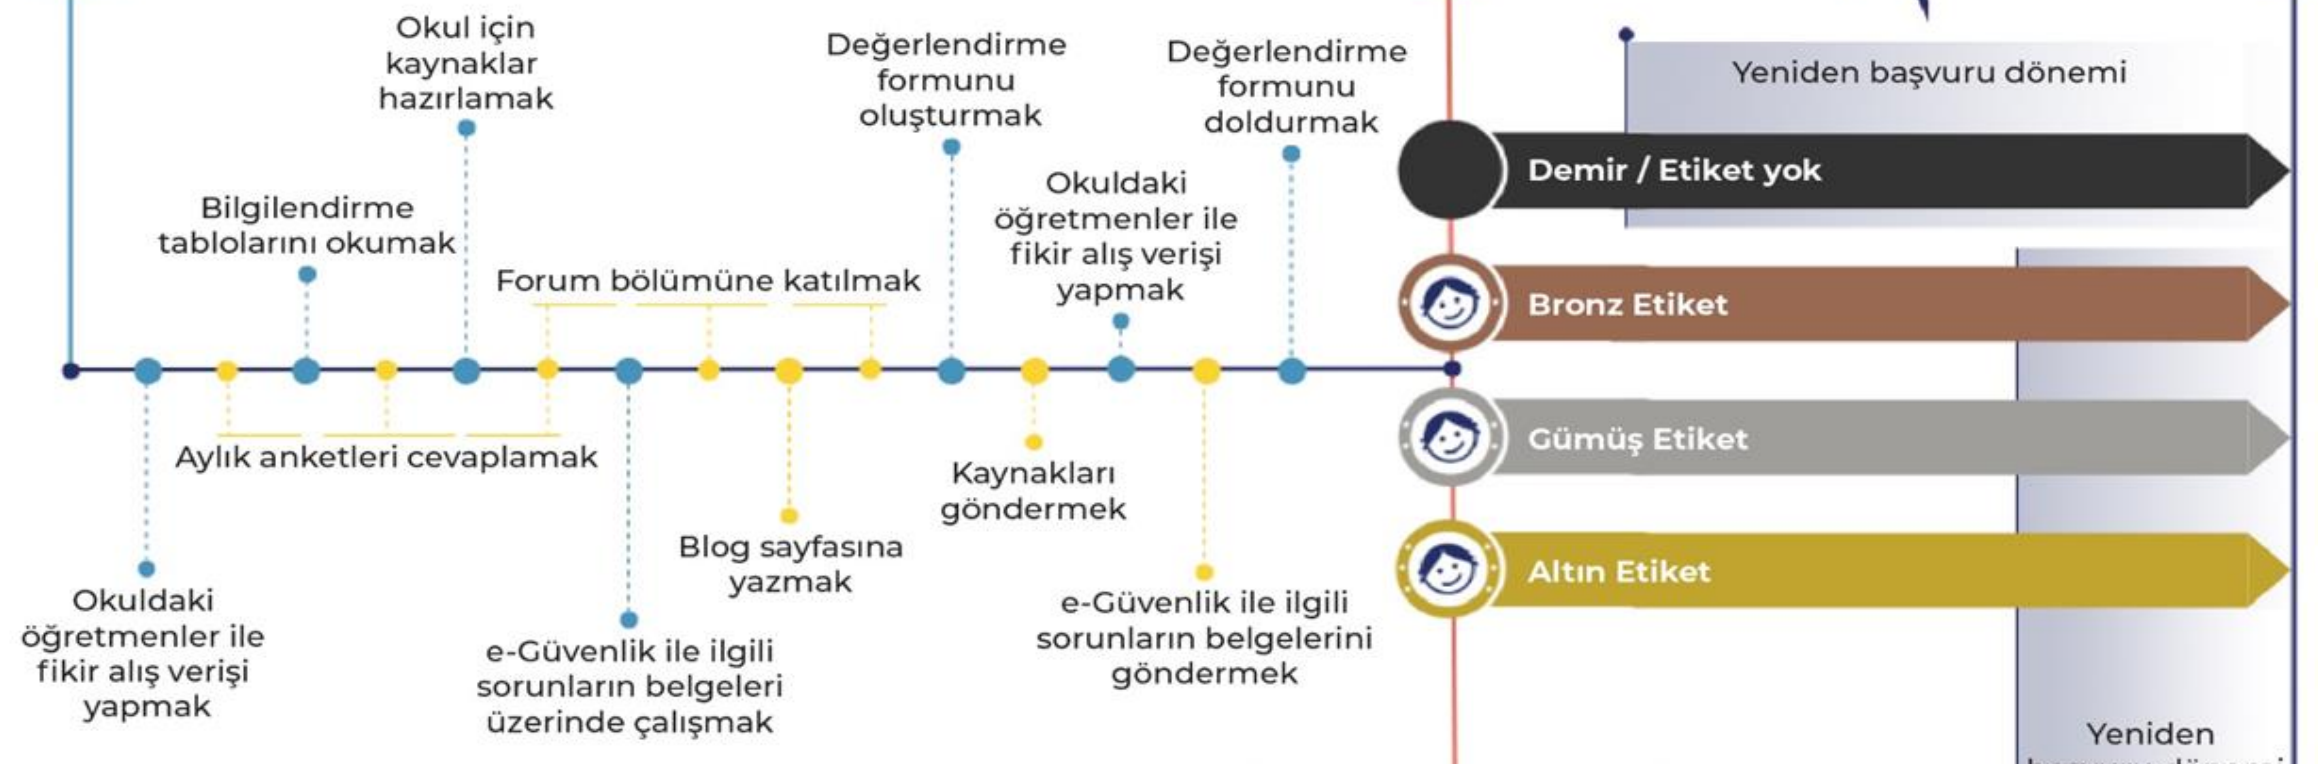 Okul için
kaynaklar
hazırlamak
Değerlendirme
formunu
oluşturmak
Değerlendirme
formunu
doldurmak
Bilgilendirme
tablolarını okumak
Forum bölümüne katılmak
Okuldaki
öğretmenler ile
fikir alış verişi
yapmak
Aylık anketleri cevaplamak
Kaynakları
göndermek
Blog sayfasına
yazmak
Okuldaki
öğretmenler ile
fikir alış verişi
yapmak
e-Güvenlik ile ilgili
sorunların belgeleri
üzerinde çalışmak
e-Güvenlik ile ilgili
sorunların belgelerini
göndermek
Yeniden başvuru dönemi
Demir / Etiket yok
Bronz Etiket
Gümüş Etiket
Altın Etiket
Yeniden